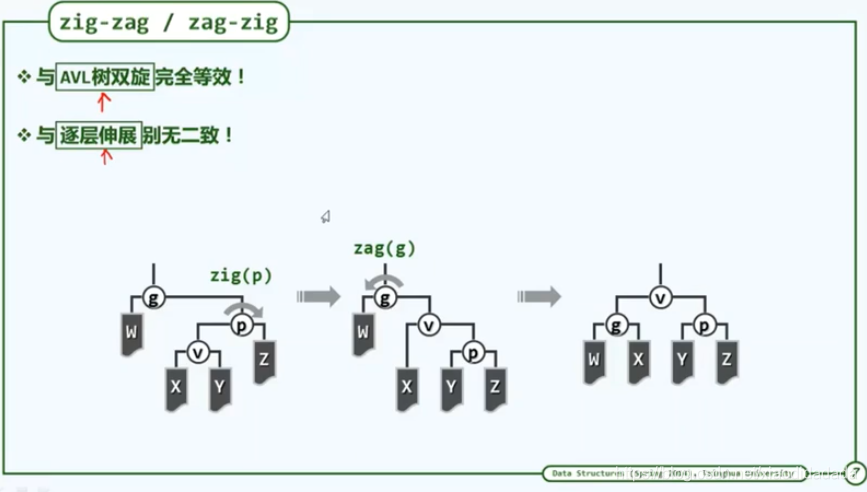 zig-zag / zag-zig
❖ 与 AVL树双旋 完全等效！
❖ 与 逐层伸展 别无二致！
zig(p)
zag(g)
g
W
p
v
Z
X
Y
g
W
v
p
X
Y
Z
v
g
p
W
X
Y
Z
Data Structures (Spring 2014), Tsinghua University
7